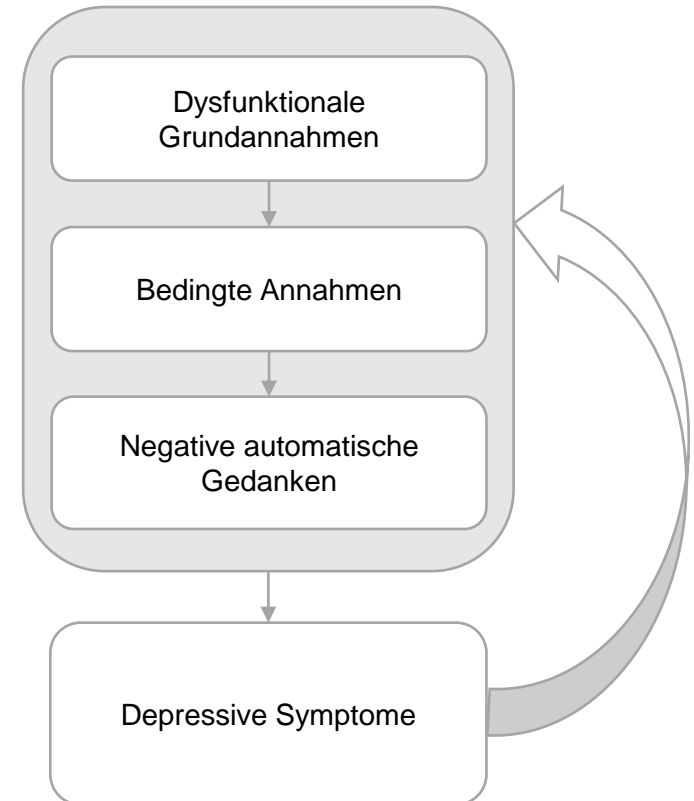 Dysfunktionale
Grundannahmen
Bedingte Annahmen
Negative automatische
Gedanken
Depressive Symptome